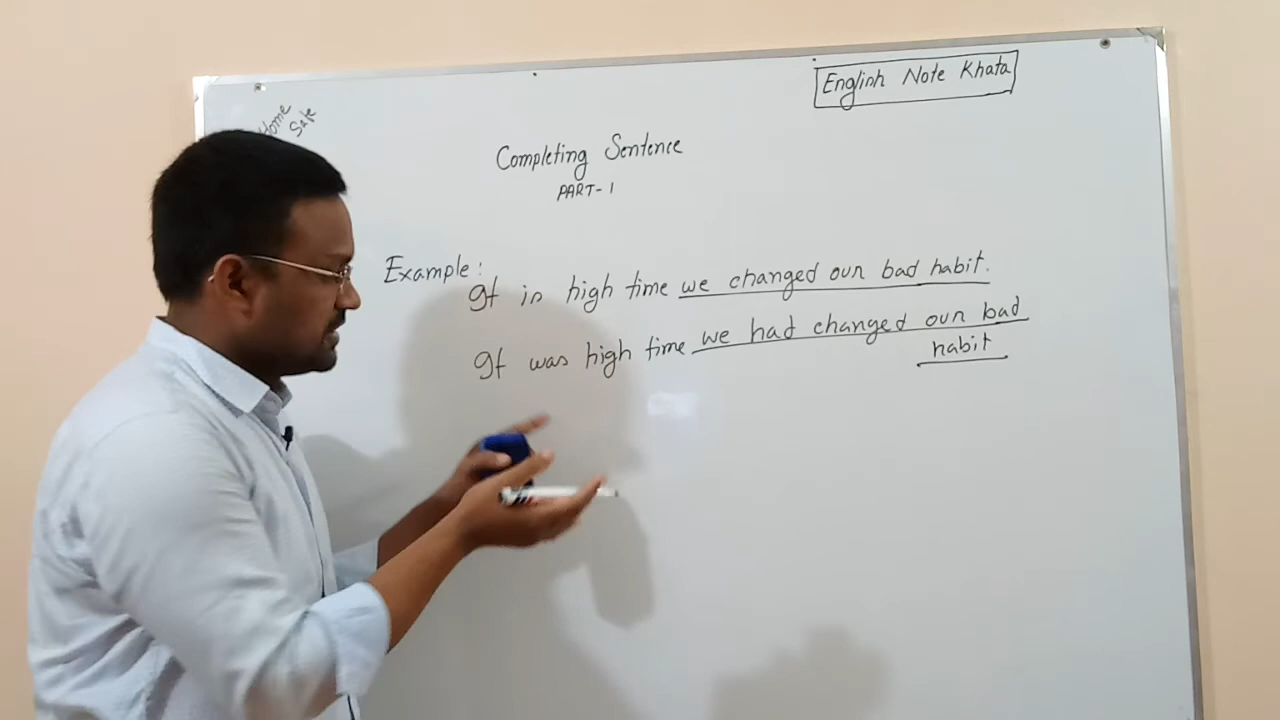 English Note Khata
Home
Safe
Completing Sentence
PART-1
Example:
It is high time we changed our bad habit.
It was high time we had changed our bad
habit